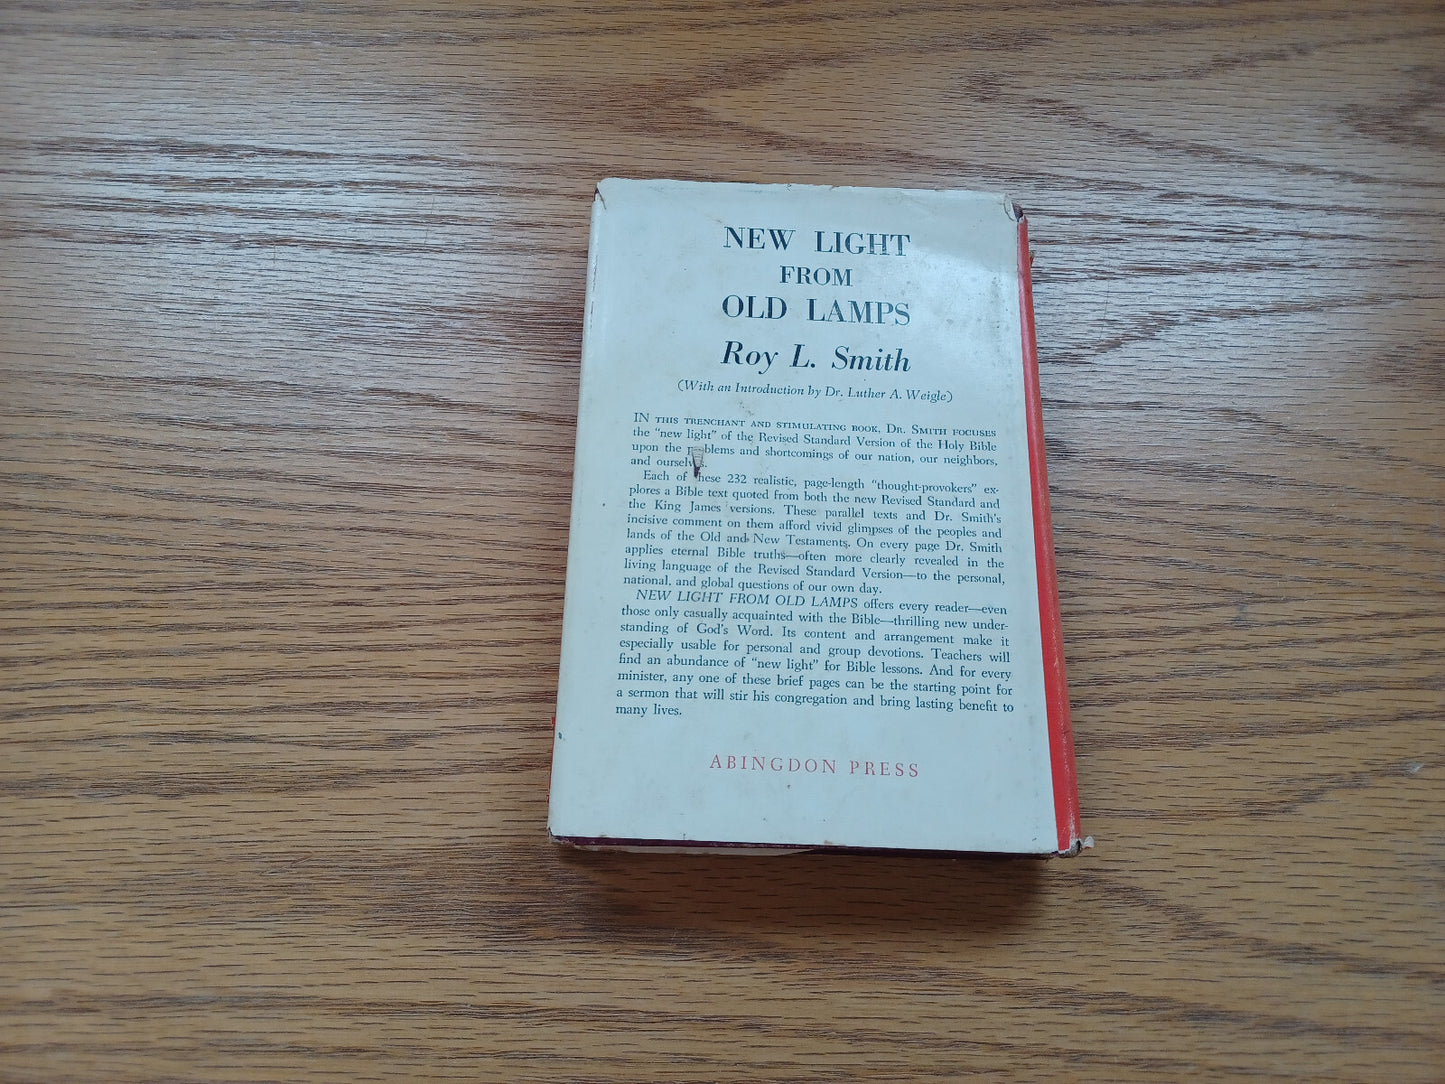 NEW LIGHT
FROM
OLD LAMPS
Roy L. Smith
(With an Introduction by Dr. Luther A. Weigle)
IN THIS TRENCHANT AND STIMULATING BOOK, DR. SMITH FOCUSES
the "new light" of the Revised Standard Version of the Holy Bible
upon the problems and shortcomings of our nation, our neighbors,
and ourselves.
Each of these 232 realistic, page-length "thought-provokers" ex-
plores a Bible text quoted from both the new Revised Standard and
the King James versions. These parallel texts and Dr. Smith's
incisive comment on them afford vivid glimpses of the peoples and
lands of the Old and New Testaments. On every page Dr. Smith
applies eternal Bible truths—often more clearly revealed in the
living language of the Revised Standard Version—to the personal,
national, and global questions of our own day.
NEW LIGHT FROM OLD LAMPS offers every reader—even
those only casually acquainted with the Bible—thrilling new under-
standing of God's Word. Its content and arrangement make it
especially usable for personal and group devotions. Teachers will
find an abundance of "new light" for Bible lessons. And for every
minister, any one of these brief pages can be the starting point for
a sermon that will stir his congregation and bring lasting benefit to
many lives.
ABINGDON PRESS